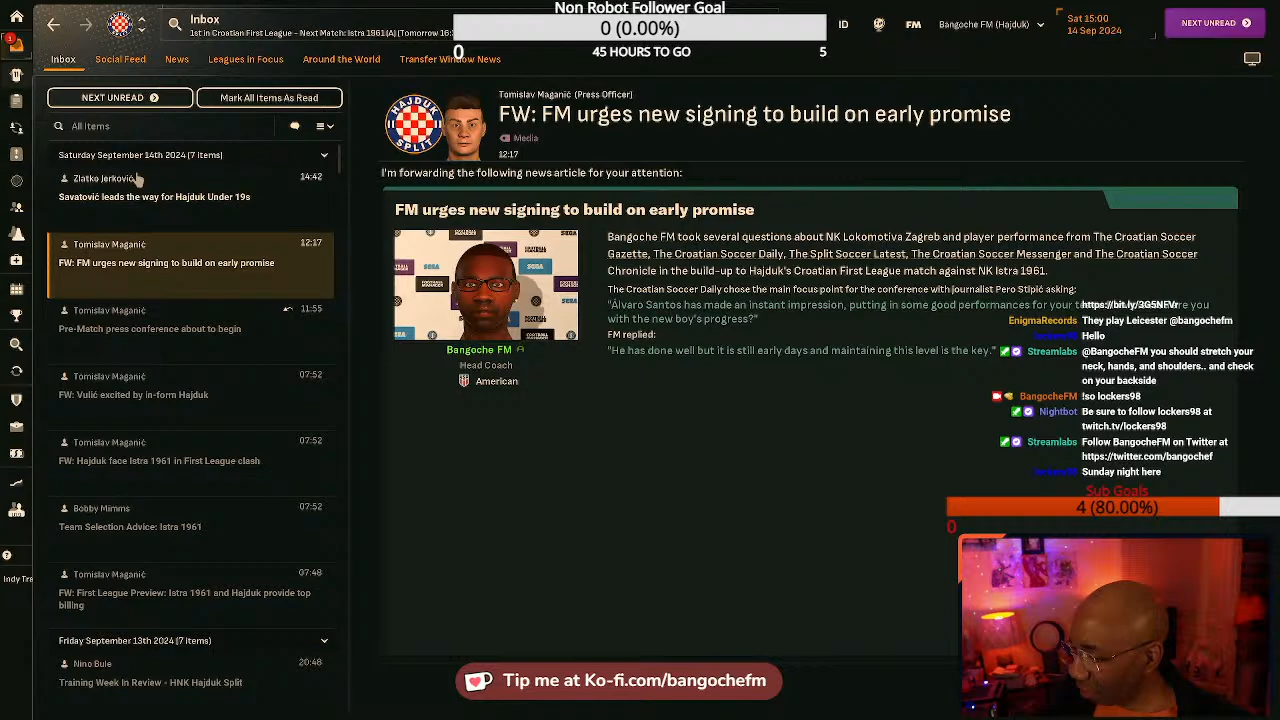 Non Robot Follower Goal
0 (0.00%)
0
45 HOURS TO GO
5
Inbox
1st in Croatian First League – Next Match: Istra 1961(A) (Tomorrow 16:
ID
FM
Bangoche FM (Hajduk)
Sat 15:00
14 Sep 2024
NEXT UNREAD
1
Inbox
Social Feed
News
Leagues in Focus
Around the World
Transfer Window News
NEXT UNREAD
Mark All Items As Read
All Items
Saturday September 14th 2024 (7 Items)
Zlatko Jerković
14:42
Savatović leads the way for Hajduk Under 19s
Tomislav Maganić
12:17
FW: FM urges new signing to build on early promise
Tomislav Maganić
11:55
Pre-Match press conference about to begin
Tomislav Maganić
07:52
FW: Vulić excited by in-form Hajduk
Tomislav Maganić
07:52
FW: Hajduk face Istra 1961 in First League clash
Bobby Mimms
07:52
Team Selection Advice: Istra 1961
Tomislav Maganić
07:48
FW: First League Preview: Istra 1961 and Hajduk provide top
billing
Friday September 13th 2024 (7 Items)
Nino Bule
20:48
Training Week In Review - HNK Hajduk Split
Indy Tra
HAJDUK
SPLIT
Tomislav Maganić (Press Officer)
FW: FM urges new signing to build on early promise
Media
12:17
I'm forwarding the following news article for your attention:
FM urges new signing to build on early promise
FOOTBALL MANAGER
SEGA
Bangoche FM
Head Coach
American
Bangoche FM took several questions about NK Lokomotiva Zagreb and player performance from The Croatian Soccer
Gazette, The Croatian Soccer Daily, The Split Soccer Latest, The Croatian Soccer Messenger and The Croatian Soccer
Chronicle in the build-up to Hajduk's Croatian First League match against NK Istra 1961.
The Croatian Soccer Daily chose the main focus point for the conference with journalist Pero Stipić asking:
"Álvaro Santos has made an instant impression, putting in some good performances for your are you
with the new boy's progress?"
FM replied:
"He has done well but it is still early days and maintaining this level is the key."
https://bit.ly/3G5NFVr
EnigmaRecords They play Leicester @bangochefm
lockers98 Hello
Streamlabs @BangocheFM you should stretch your
neck, hands, and shoulders.. and check
on your backside
BangocheFM !so lockers98
Nightbot Be sure to follow lockers98 at
twitch.tv/lockers98
Streamlabs Follow BangocheFM on Twitter at
https://twitter.com/bangochef
lockers98 Sunday night here
Sub Goals
4 (80.00%)
0
Tip me at Ko-fi.com/bangochefm